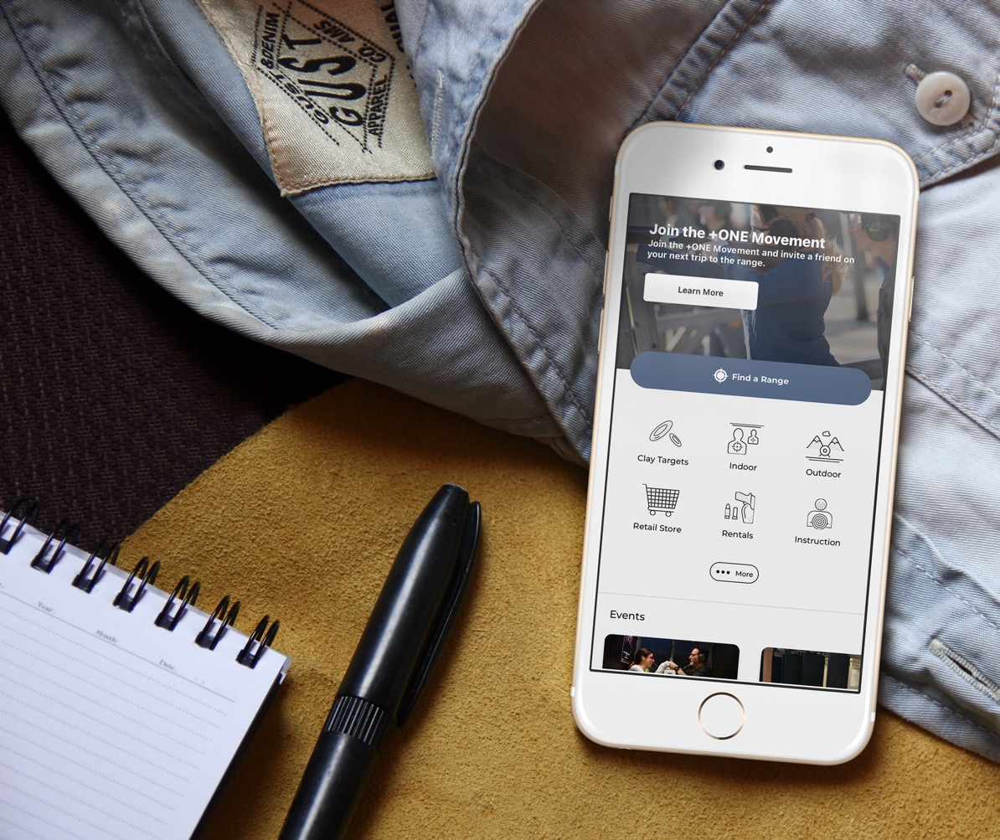 & DENIM
GUST
CO. AMS
GUST
APPAREL
Join the +ONE Movement
Join the +ONE Movement and invite a friend on
your next trip to the range.
Learn More
Find a Range
Clay Targets
Indoor
Outdoor
Retail Store
Rentals
Instruction
More
Events
Year
Month
Date